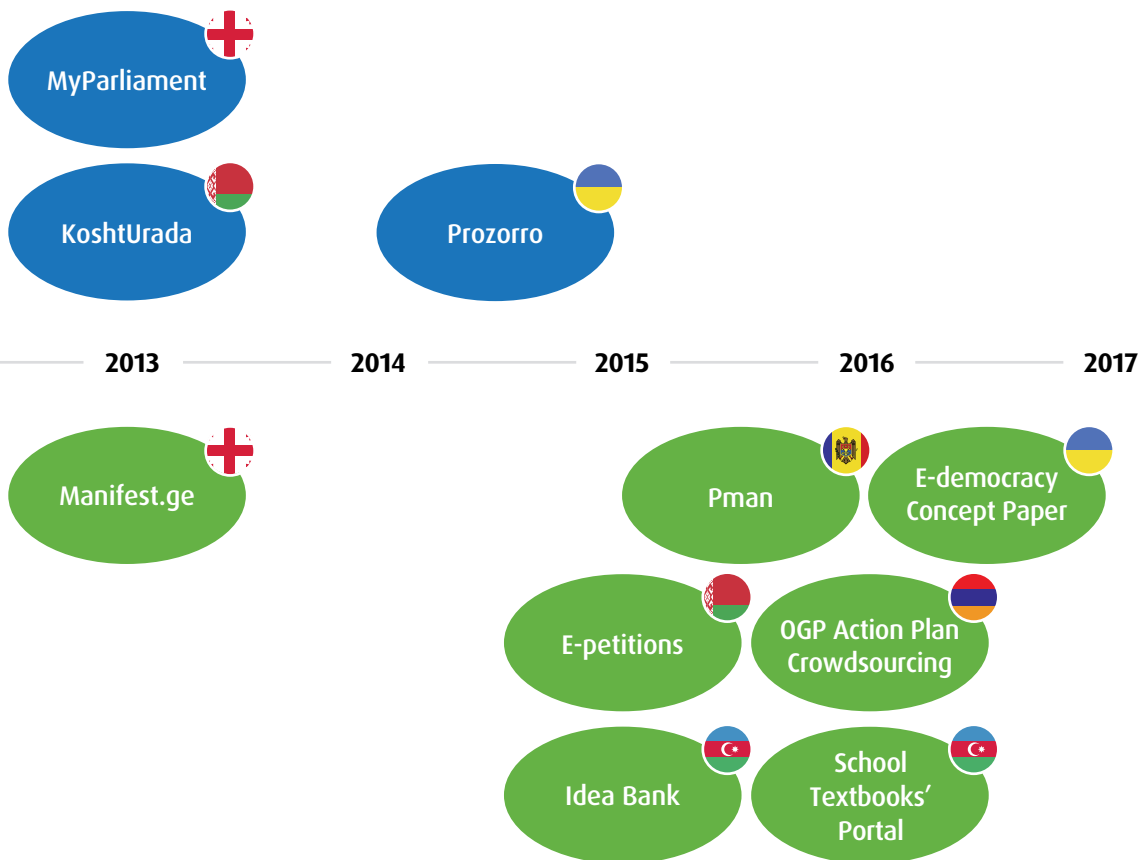 MyParliament
KoshtUrada
Prozorro
2013
2014
2015
2016
2017
Manifest.ge
Pman
E-democracy
Concept Paper
E-petitions
OGP Action Plan
Crowdsourcing
Idea Bank
School
Textbooks’
Portal